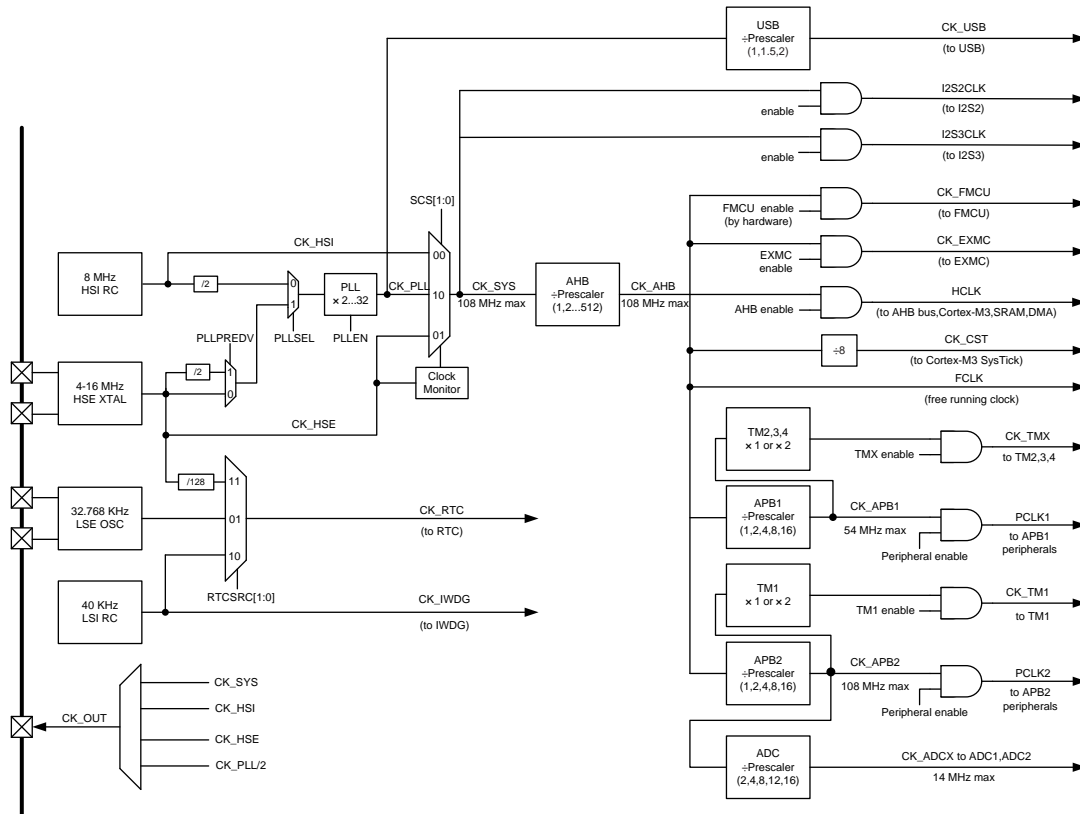 USB
÷Prescaler
(1,1.5,2)
CK_USB
(to USB)
I2S2CLK
(to I2S2)
enable
I2S3CLK
(to I2S3)
enable
SCS[1:0]
CK_FMCU
(to FMCU)
FMCU enable
(by hardware)
CK_EXMC
(to EXMC)
EXMC
enable
HCLK
(to AHB bus,Cortex-M3,SRAM,DMA)
AHB enable
CK_HSI
00
8 MHz
HSI RC
/2
0
1
PLL
× 2...32
CK_PLL
10
CK_SYS
108 MHz max
AHB
÷Prescaler
(1,2...512)
CK_AHB
108 MHz max
PLLPREDV
PLLSEL
PLLEN
01
÷8
CK_CST
(to Cortex-M3 SysTick)
FCLK
(free running clock)
4-16 MHz
HSE XTAL
/2
1
0
Clock
Monitor
CK_HSE
TM2,3,4
× 1 or × 2
TMX enable
CK_TMX
to TM2,3,4
/128
11
32.768 KHz
LSE OSC
01
CK_RTC
(to RTC)
10
APB1
÷Prescaler
(1,2,4,8,16)
CK_APB1
54 MHz max
Peripheral enable
PCLK1
to APB1
peripherals
40 KHz
LSI RC
RTCSRC[1:0]
CK_IWDG
(to IWDG)
TM1
× 1 or × 2
TM1 enable
CK_TM1
to TM1
APB2
÷Prescaler
(1,2,4,8,16)
CK_APB2
108 MHz max
Peripheral enable
PCLK2
to APB2
peripherals
CK_OUT
CK_SYS
CK_HSI
CK_HSE
CK_PLL/2
ADC
÷Prescaler
(2,4,8,12,16)
CK_ADCX to ADC1,ADC2
14 MHz max